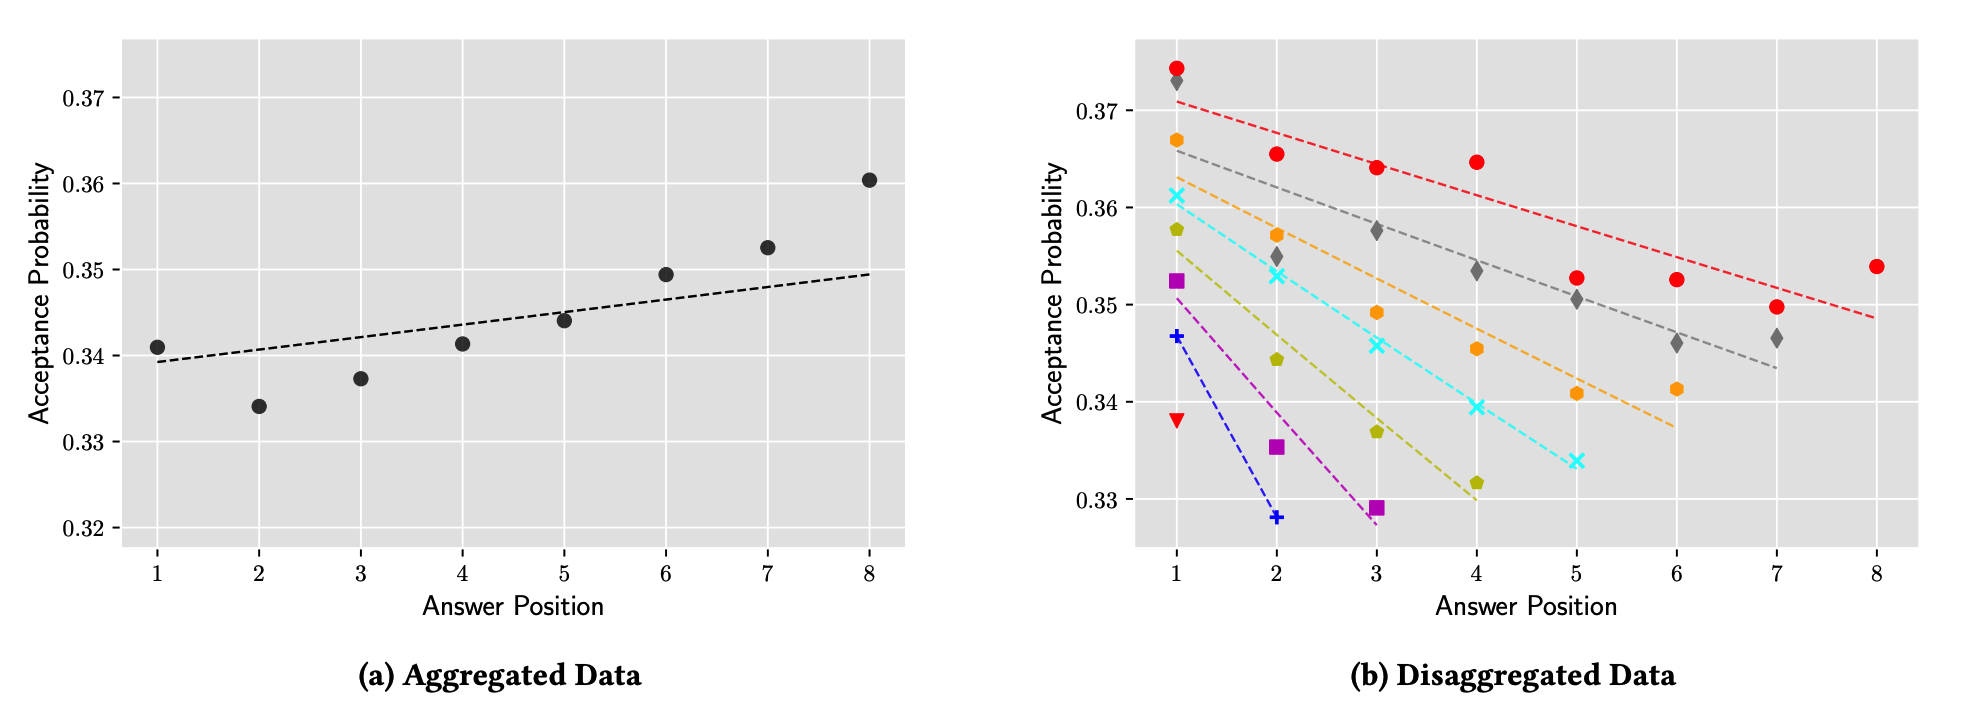 0.37
0.36
0.35
0.34
0.33
0.32
Acceptance Probability
1 2 3 4 5 6 7 8
Answer Position
(a) Aggregated Data
0.37
0.36
0.35
0.34
0.33
Acceptance Probability
1 2 3 4 5 6 7 8
Answer Position
(b) Disaggregated Data